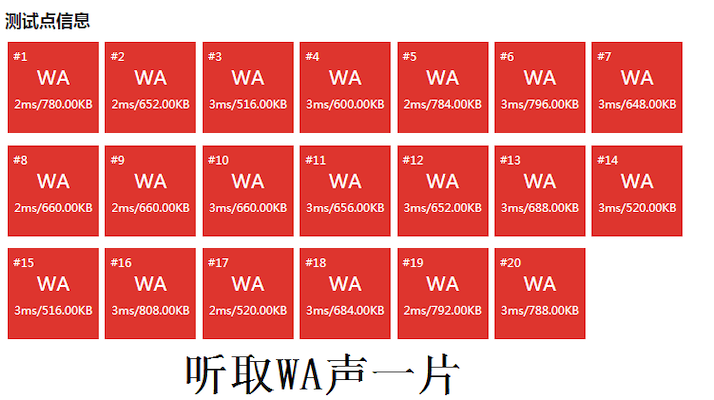 测试点信息
#1 #2 #3 #4 #5 #6 #7
WA WA WA WA WA WA WA
2ms/780.00KB 2ms/652.00KB 3ms/516.00KB 3ms/600.00KB 2ms/784.00KB 3ms/796.00KB 3ms/648.00KB
#8 #9 #10 #11 #12 #13 #14
WA WA WA WA WA WA WA
2ms/660.00KB 2ms/660.00KB 3ms/660.00KB 3ms/656.00KB 3ms/652.00KB 3ms/688.00KB 3ms/520.00KB
#15 #16 #17 #18 #19 #20
WA WA WA WA WA WA
3ms/516.00KB 3ms/808.00KB 2ms/520.00KB 3ms/684.00KB 2ms/792.00KB 3ms/788.00KB
听取WA声一片